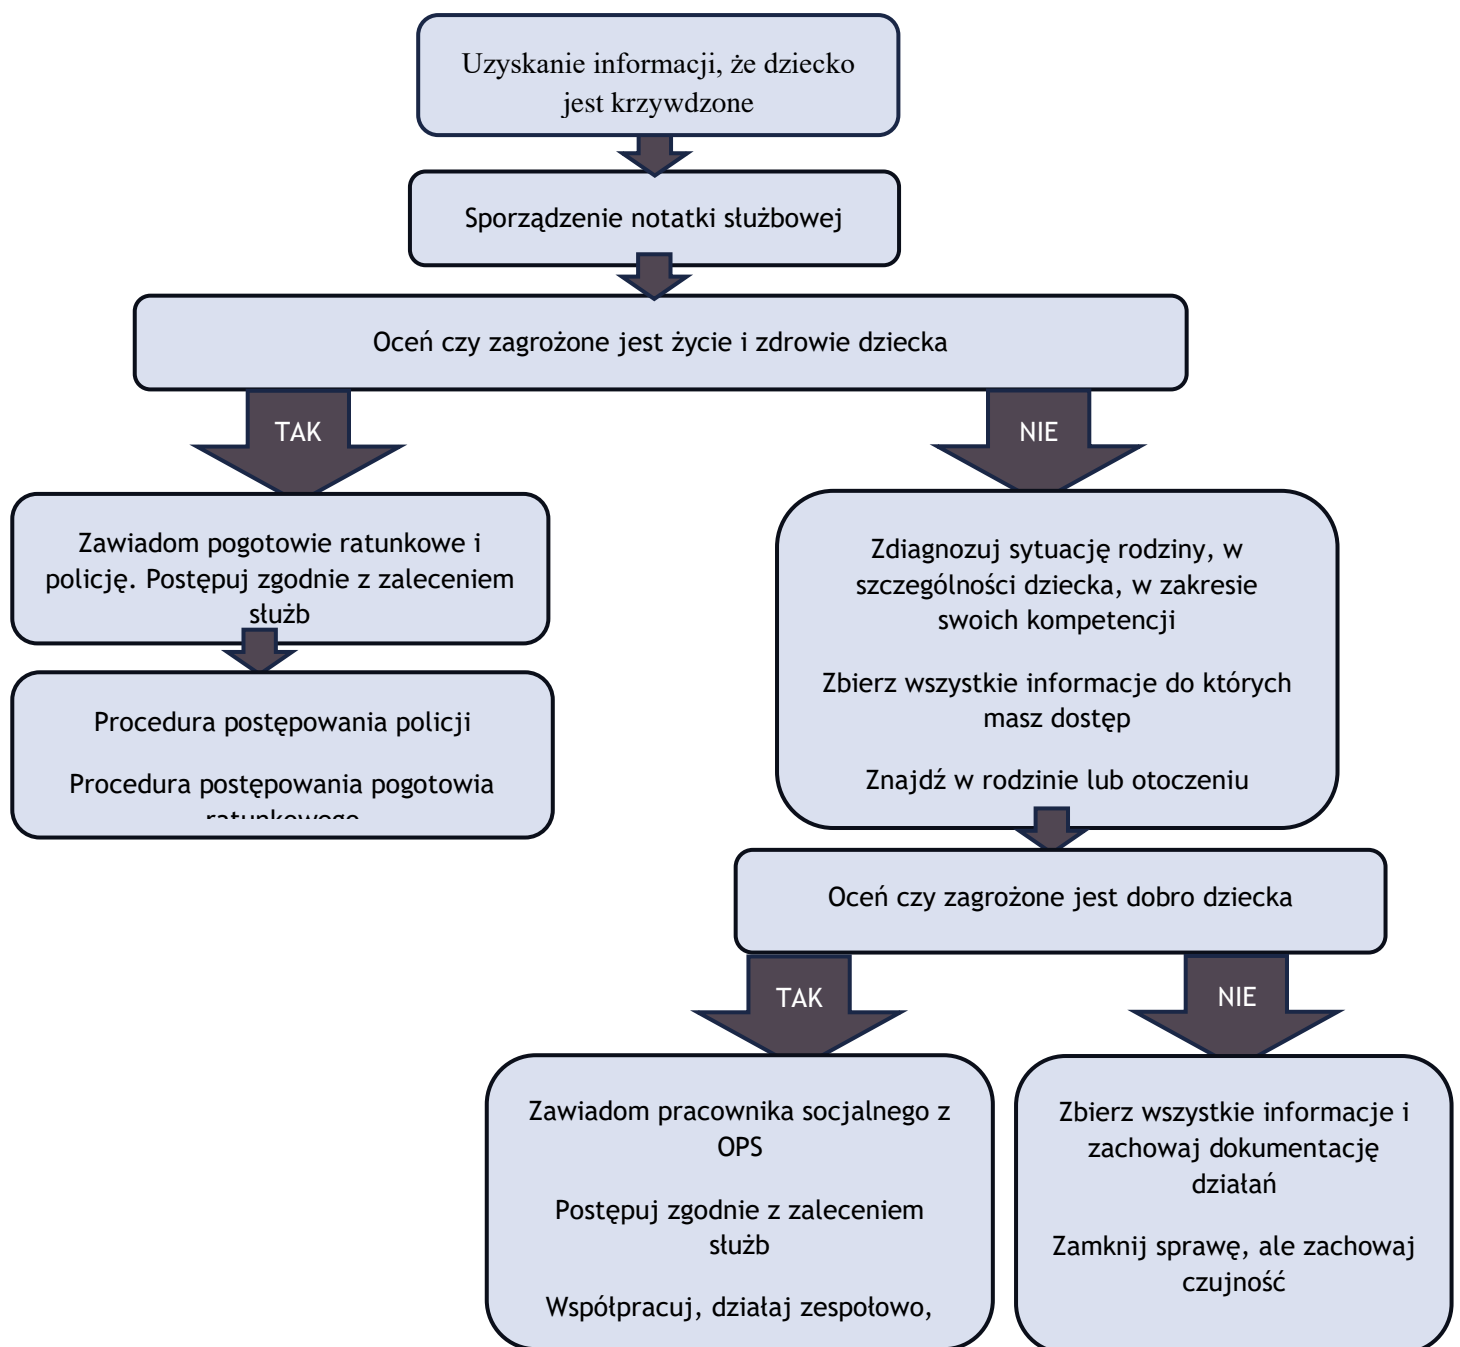 Uzyskanie informacji, że dziecko
jest krzywdzone
Sporządzenie notatki służbowej
Oceń czy zagrożone jest życie i zdrowie dziecka
TAK
NIE
Zawiadom pogotowie ratunkowe i
policję. Postępuj zgodnie z zaleceniem
służb
Procedura postępowania policji
Procedura postępowania pogotowia
ratunkowego
Zdiagnozuj sytuację rodziny, w
szczególności dziecka, w zakresie
swoich kompetencji
Zbierz wszystkie informacje do których
masz dostęp
Znajdź w rodzinie lub otoczeniu
Oceń czy zagrożone jest dobro dziecka
TAK
NIE
Zawiadom pracownika socjalnego z
OPS
Postępuj zgodnie z zaleceniem
służb
Współpracuj, działaj zespołowo,
Zbierz wszystkie informacje i
zachowaj dokumentację
działań
Zamknij sprawę, ale zachowaj
czujność